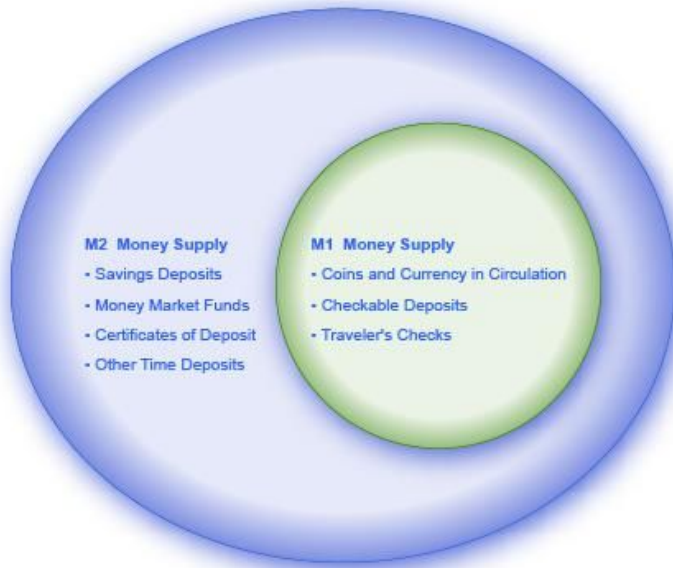 M2 Money Supply
• Savings Deposits
• Money Market Funds
• Certificates of Deposit
• Other Time Deposits
M1 Money Supply
• Coins and Currency in Circulation
• Checkable Deposits
• Traveler's Checks